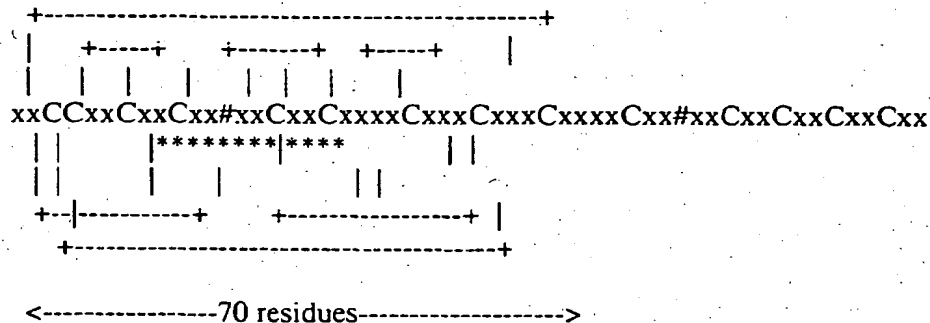 +-----------------------------------------------+
| +-----+ +-------+ +-----+ |
| | | | | | | |
xxCCxxCxxCxx#xxCxxCxxxxCxxxCxxxCxxxxCxx#xxCxxCxxCxxCxx
| | |********|**** | |
| | | | | |
+--|----------+ +----------------+ |
+----------------------------------------+
<-----------------70 residues------------------->